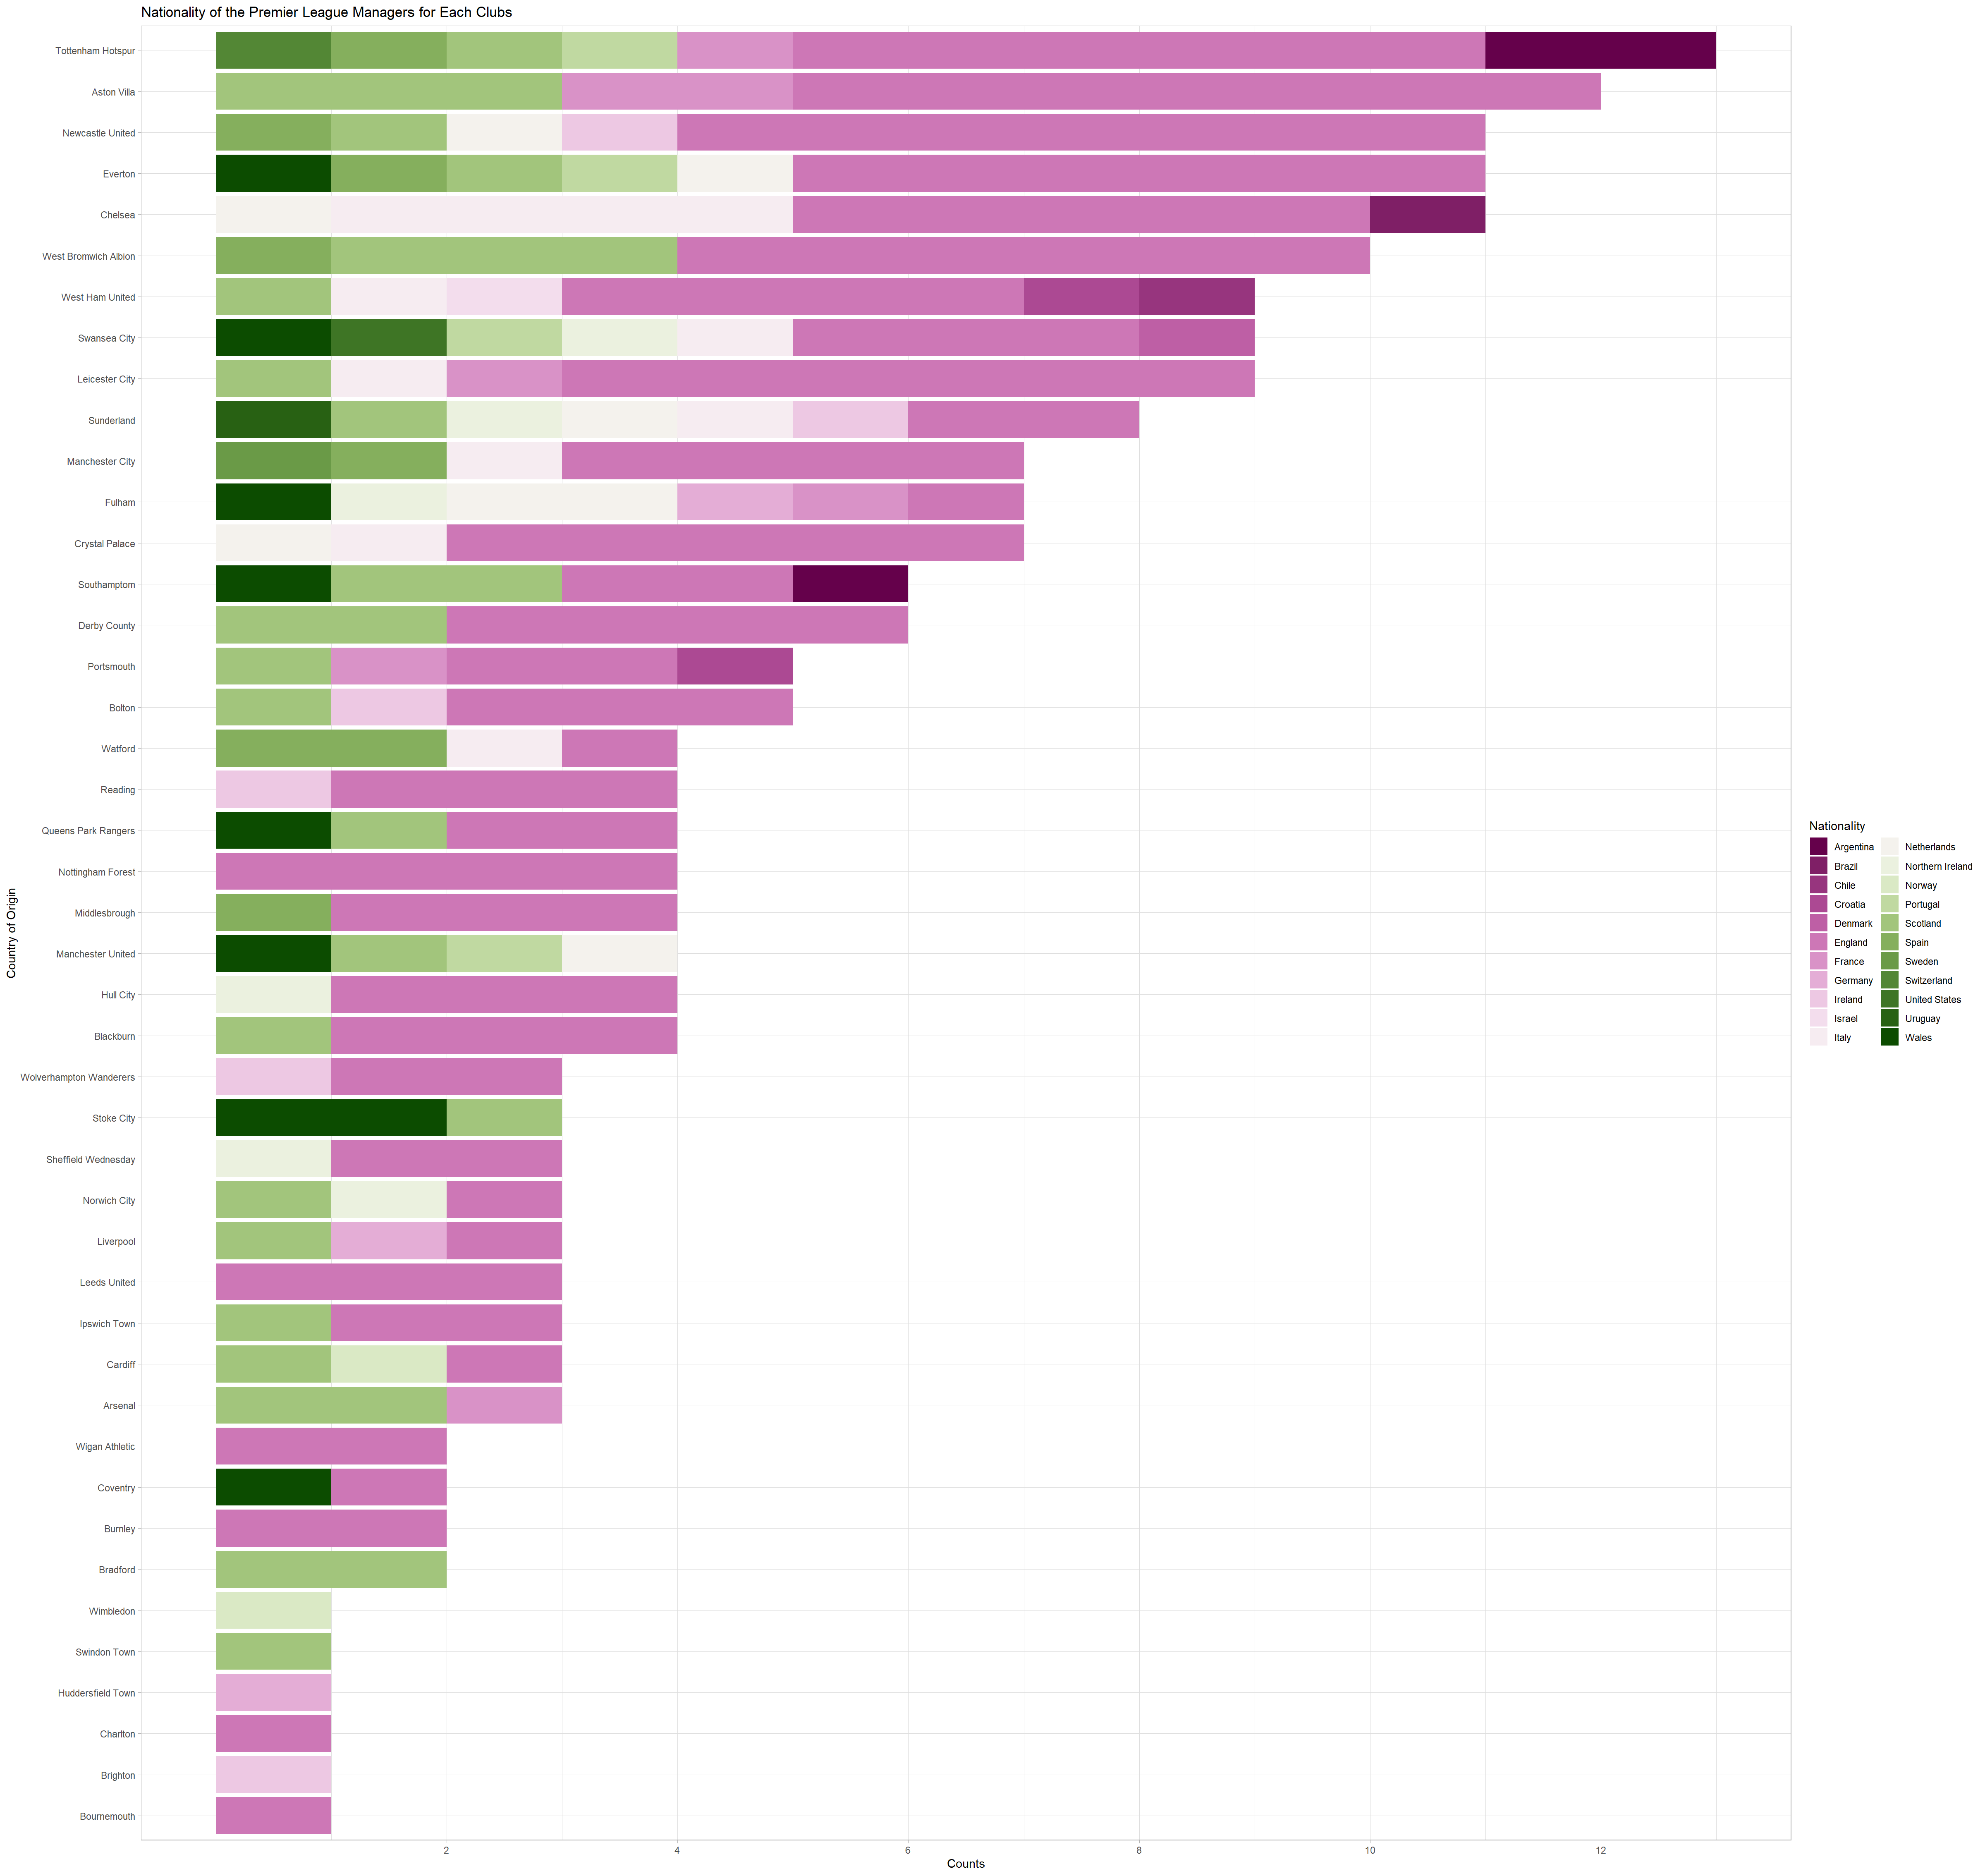 Nationality of the Premier League Managers for Each Clubs
Country of Origin
Tottenham Hotspur
Aston Villa
Newcastle United
Everton
Chelsea
West Bromwich Albion
West Ham United
Swansea City
Leicester City
Sunderland
Manchester City
Fulham
Crystal Palace
Southamptom
Derby County
Portsmouth
Bolton
Watford
Reading
Queens Park Rangers
Nottingham Forest
Middlesbrough
Manchester United
Hull City
Blackburn
Wolverhampton Wanderers
Stoke City
Sheffield Wednesday
Norwich City
Liverpool
Leeds United
Ipswich Town
Cardiff
Arsenal
Wigan Athletic
Coventry
Burnley
Bradford
Wimbledon
Swindon Town
Huddersfield Town
Charlton
Brighton
Bournemouth
2 4 6 8 10 12
Counts
Nationality
Argentina
Brazil
Chile
Croatia
Denmark
England
France
Germany
Ireland
Israel
Italy
Netherlands
Northern Ireland
Norway
Portugal
Scotland
Spain
Sweden
Switzerland
United States
Uruguay
Wales